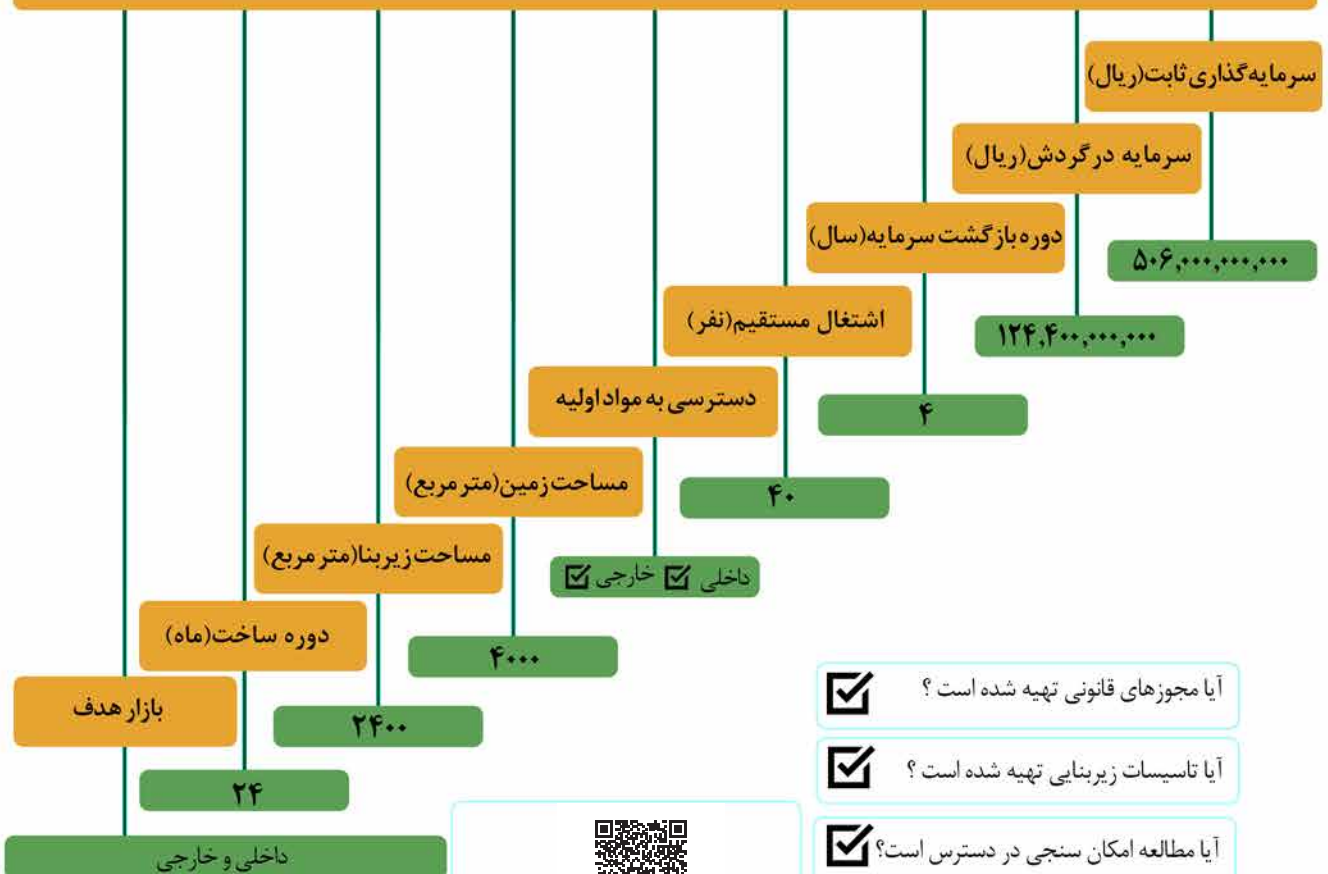 سرمایه‌گذاری ثابت(ریال)
۵۰۶,۰۰۰,۰۰۰,۰۰۰
سرمایه در گردش(ریال)
۱۲۴,۴۰۰,۰۰۰,۰۰۰
دوره بازگشت سرمایه(سال)
۴
اشتغال مستقیم(نفر)
۴۰
دسترسی به مواد اولیه
داخلی ☑ خارجی ☑
مساحت زمین(متر مربع)
۴۰۰۰
مساحت زیربنا(متر مربع)
۲۴۰۰
دوره ساخت(ماه)
۲۴
بازار هدف
داخلی و خارجی
آیا مجوزهای قانونی تهیه شده است ؟ ☑
آیا تاسیسات زیربنایی تهیه شده است ؟ ☑
آیا مطالعه امکان سنجی در دسترس است؟ ☑